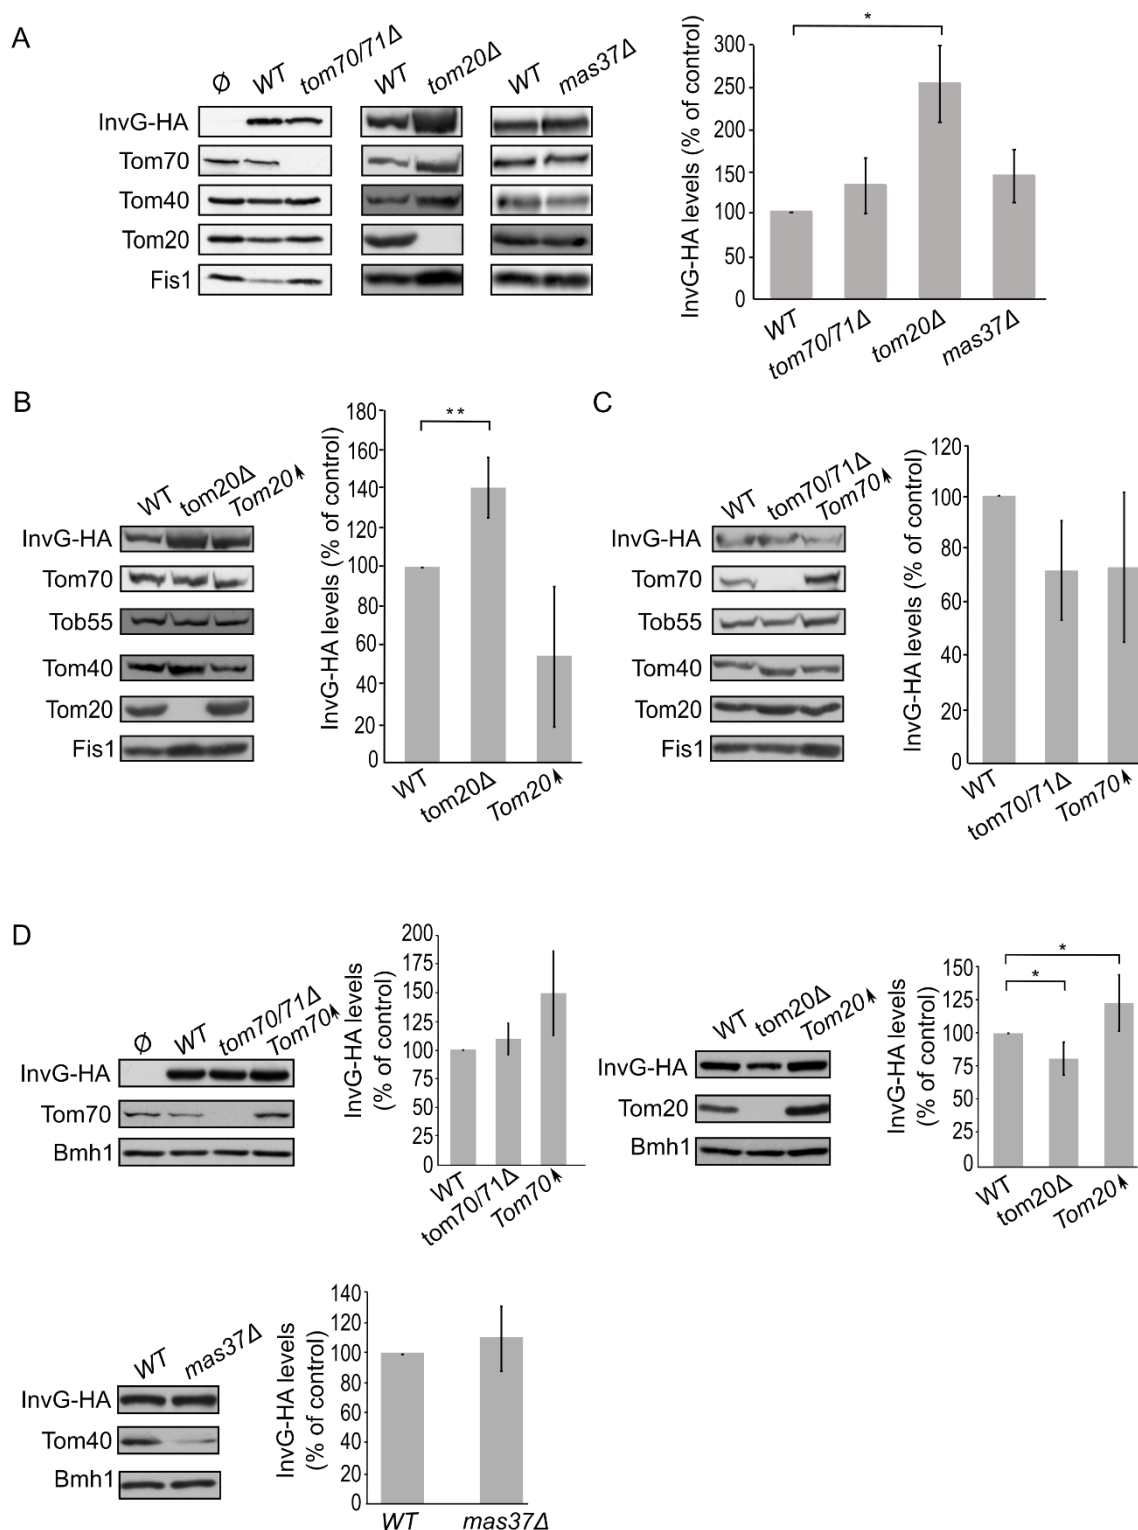 A
Ø WT tom70/71Δ WT tom20Δ WT mas37Δ
InvG-HA
Tom70
Tom40
Tom20
Fis1
InvG-HA levels (% of control)
300
250
200
150
100
50
0
*
WT tom70/71Δ tom20Δ mas37Δ
B
WT tom20Δ Tom20↑
InvG-HA
Tom70
Tob55
Tom40
Tom20
Fis1
InvG-HA levels (% of control)
180
160
140
120
100
80
60
40
20
0
**
WT tom20Δ Tom20↑
C
WT tom70/71Δ Tom70↑
InvG-HA
Tom70
Tob55
Tom40
Tom20
Fis1
InvG-HA levels (% of control)
120
100
80
60
40
20
0
WT tom70/71Δ Tom70↑
D
Ø WT tom70/71Δ Tom70↑
InvG-HA
Tom70
Bmh1
InvG-HA levels
(% of control)
200
175
150
125
100
75
50
25
0
WT tom70/71Δ Tom70↑
WT tom20Δ Tom20↑
InvG-HA
Tom20
Bmh1
InvG-HA levels
(% of control)
150
125
100
75
50
25
0
*
*
WT tom20Δ Tom20↑
WT mas37Δ
InvG-HA
Tom40
Bmh1
InvG-HA levels
(% of control)
140
120
100
80
60
40
20
0
WT mas37Δ